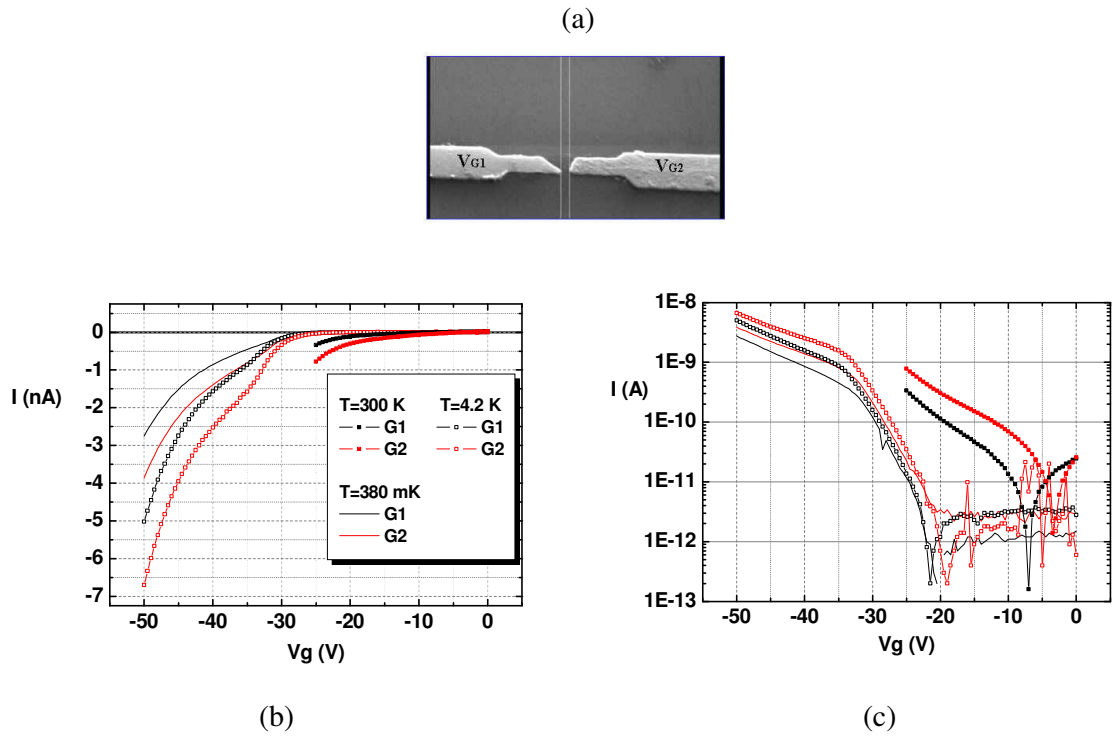 (a)
VG1
VG2
0
-1
-2
-3
-4
-5
-6
-7
I (nA)
-50
-40
-30
-20
-10
0
Vg (V)
T=300 K T=4.2 K
G1 G1
G2 G2
T=380 mK
G1
G2
1E-8
1E-9
1E-10
1E-11
1E-12
1E-13
I (A)
-50
-40
-30
-20
-10
0
Vg (V)
(b)
(c)